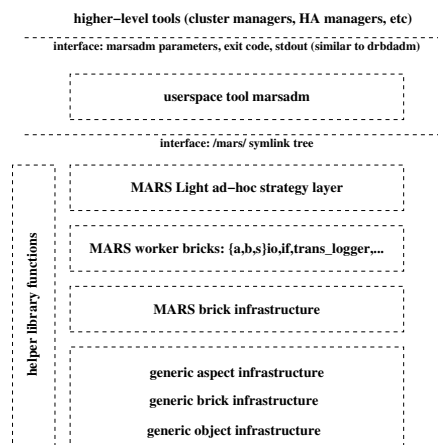 higher−level tools (cluster managers, HA managers, etc)
interface: marsadm parameters, exit code, stdout (similar to drbdadm)
userspace tool marsadm
interface: /mars/ symlink tree
helper library functions
MARS Light ad−hoc strategy layer
MARS worker bricks: {a,b,s}io,if,trans_logger,...
MARS brick infrastructure
generic aspect infrastructure
generic brick infrastructure
generic object infrastructure